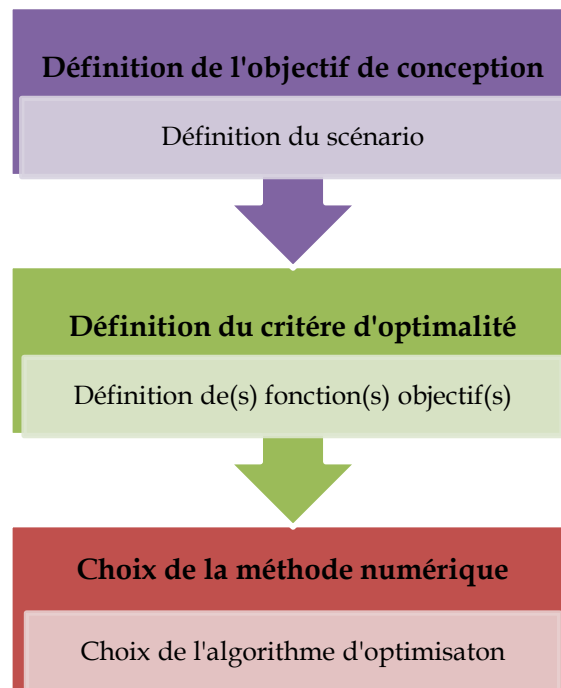 Définition de l'objectif de conception
Définition du scénario
Définition du critére d'optimalité
Définition de(s) fonction(s) objectif(s)
Choix de la méthode numérique
Choix de l'algorithme d'optimisaton